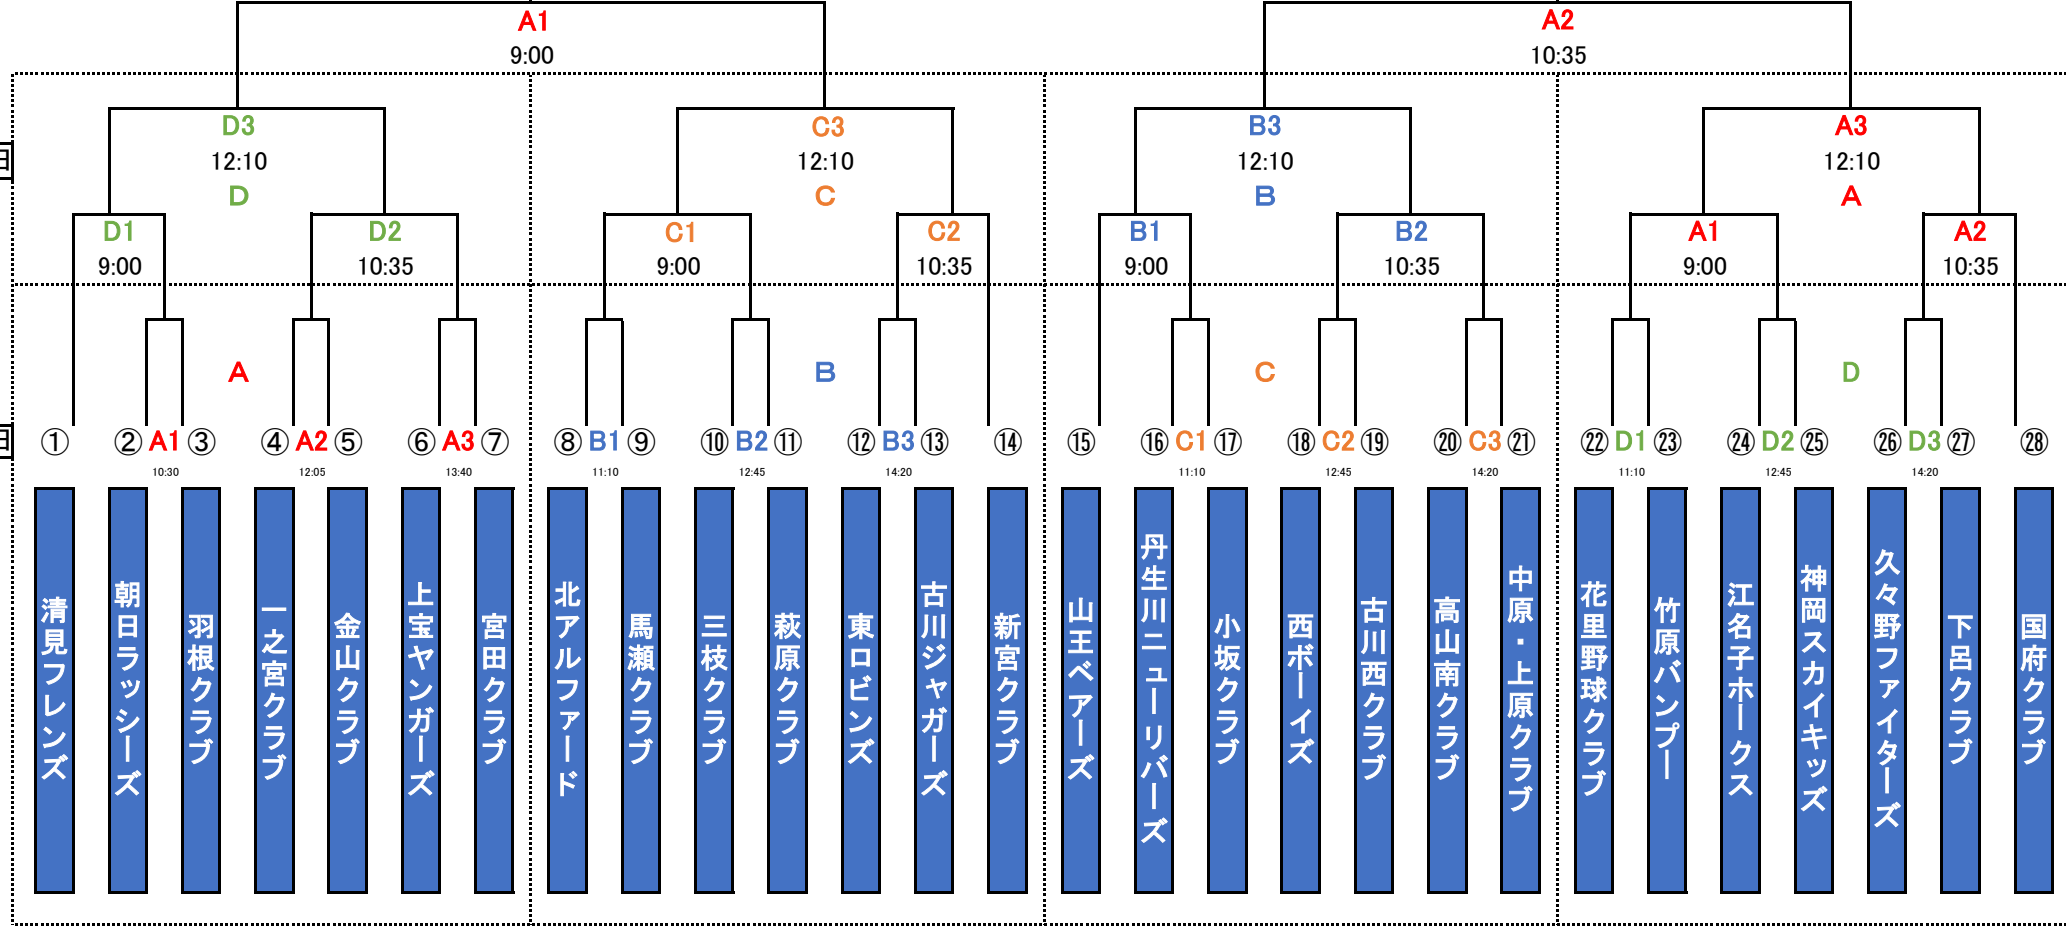 A1
9:00
A2
10:35
D3
12:10
D
C3
12:10
C
B3
12:10
B
A3
12:10
A
日
D1
9:00
D2
10:35
C1
9:00
C2
10:35
B1
9:00
B2
10:35
A1
9:00
A2
10:35
A
B
C
D
日
① ② A1 ③ ④ A2 ⑤ ⑥ A3 ⑦ ⑧ B1 ⑨ ⑩ B2 ⑪ ⑫ B3 ⑬ ⑭ ⑮ ⑯ C1 ⑰ ⑱ C2 ⑲ ⑳ C3 ㉑ ㉒ D1 ㉓ ㉔ D2 ㉕ ㉖ D3 ㉗ ㉘
10:30 12:05 13:40 11:10 12:45 14:20 11:10 12:45 14:20 11:10 12:45 14:20
清見フレンズ
朝日ラッシーズ
羽根クラブ
一之宮クラブ
金山クラブ
上宝ヤンガーズ
宮田クラブ
北アルファード
馬瀬クラブ
三枝クラブ
萩原クラブ
東ロビンズ
古川ジャガーズ
新宮クラブ
山王ベアーズ
丹生川ニューリバーズ
小坂クラブ
西ボーイズ
古川西クラブ
高山南クラブ
中原・上原クラブ
花里野球クラブ
竹原バンブー
江名子ホークス
神岡スカイキッズ
久々野ファイターズ
下呂クラブ
国府クラブ